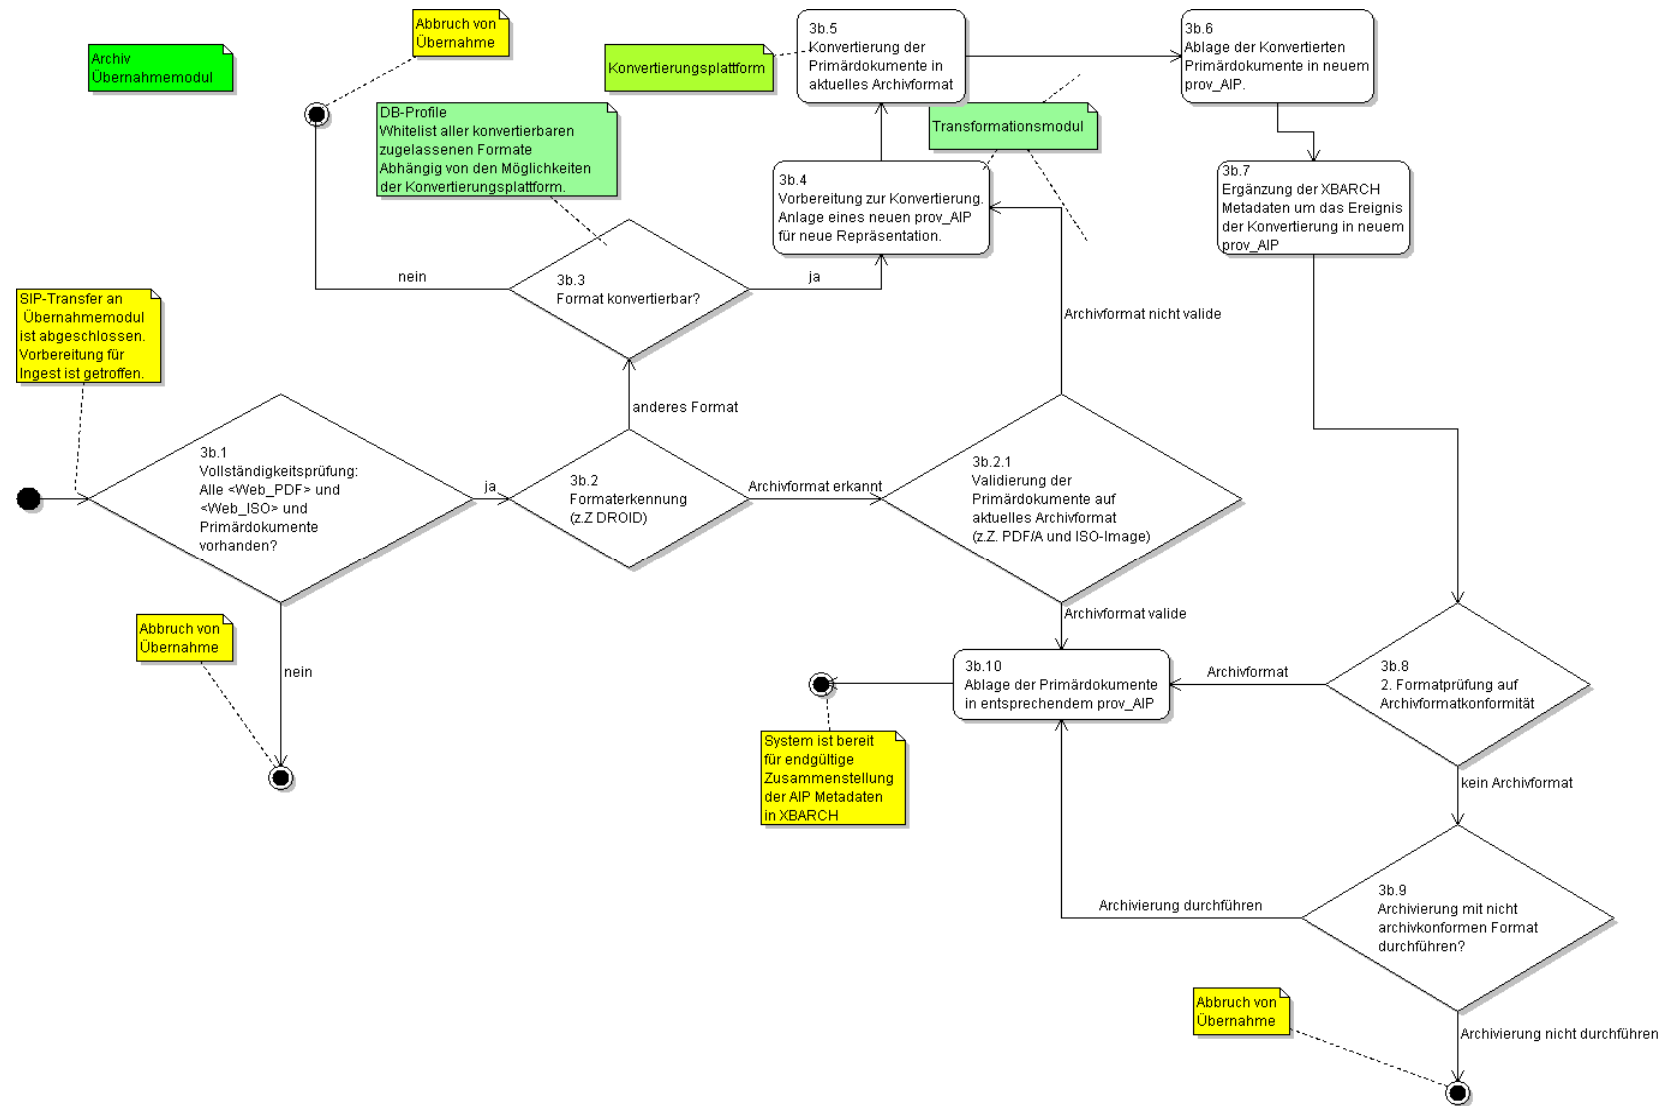 Archiv
Übernahmemodul
Abbruch von
Übernahme
Konvertierungsplattform
3b.5
Konvertierung der
Primärdokumente in
aktuelles Archivformat
3b.6
Ablage der Konvertierten
Primärdokumente in neuem
prov_AIP.
DB-Profile
Whitelist aller konvertierbaren
zugelassenen Formate
Abhängig von den Möglichkeiten
der Konvertierungsplattform.
Transformationsmodul
3b.4
Vorbereitung zur Konvertierung.
Anlage eines neuen prov_AIP
für neue Repräsentation.
3b.7
Ergänzung der XBARCH
Metadaten um das Ereignis
der Konvertierung in neuem
prov_AIP
nein
3b.3
Format konvertierbar?
ja
SIP-Transfer an
Übernahmemodul
ist abgeschlossen.
Vorbereitung für
Ingest ist getroffen.
Archivformat nicht valide
anderes Format
3b.1
Vollständigkeitsprüfung:
Alle <Web_PDF> und
<Web_ISO> und
Primärdokumente
vorhanden?
ja
3b.2
Formaterkennung
(z.Z DROID)
Archivformat erkannt
3b.2.1
Validierung der
Primärdokumente auf
aktuelles Archivformat
(z.Z. PDF/A und ISO-Image)
Abbruch von
Übernahme
nein
Archivformat valide
3b.10
Ablage der Primärdokumente
in entsprechendem prov_AIP
Archivformat
3b.8
2. Formatprüfung auf
Archivformatkonformität
System ist bereit
für endgültige
Zusammenstellung
der AIP Metadaten
in XBARCH
kein Archivformat
Archivierung durchführen
3b.9
Archivierung mit nicht
archivkonformen Format
durchführen?
Abbruch von
Übernahme
Archivierung nicht durchführen